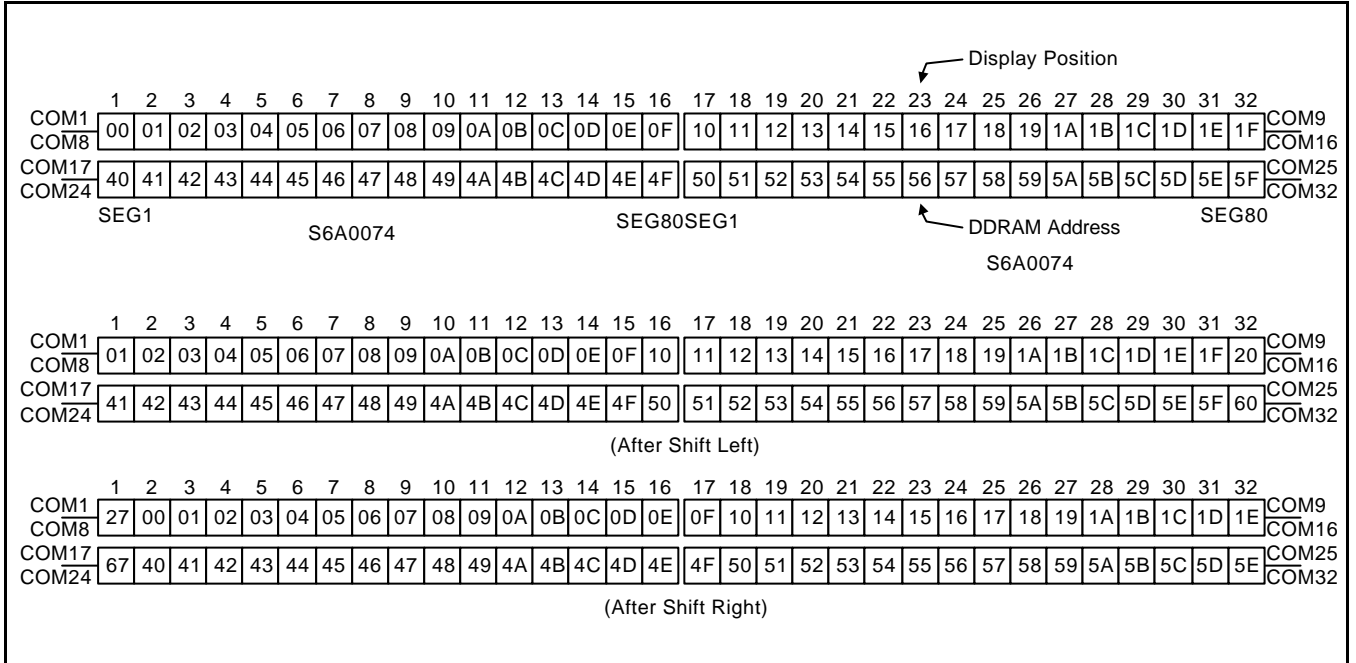 Display Position
1 2 3 4 5 6 7 8 9 10 11 12 13 14 15 16 17 18 19 20 21 22 23 24 25 26 27 28 29 30 31 32
COM1 COM9
00 01 02 03 04 05 06 07 08 09 0A 0B 0C 0D 0E 0F 10 11 12 13 14 15 16 17 18 19 1A 1B 1C 1D 1E 1F
COM8 COM16
COM17 COM25
40 41 42 43 44 45 46 47 48 49 4A 4B 4C 4D 4E 4F 50 51 52 53 54 55 56 57 58 59 5A 5B 5C 5D 5E 5F
COM24 COM32
SEG1 SEG80SEG1 SEG80
S6A0074 DDRAM Address
S6A0074
1 2 3 4 5 6 7 8 9 10 11 12 13 14 15 16 17 18 19 20 21 22 23 24 25 26 27 28 29 30 31 32
COM1 COM9
01 02 03 04 05 06 07 08 09 0A 0B 0C 0D 0E 0F 10 11 12 13 14 15 16 17 18 19 1A 1B 1C 1D 1E 1F 20
COM8 COM16
COM17 COM25
41 42 43 44 45 46 47 48 49 4A 4B 4C 4D 4E 4F 50 51 52 53 54 55 56 57 58 59 5A 5B 5C 5D 5E 5F 60
COM24 COM32
(After Shift Left)
1 2 3 4 5 6 7 8 9 10 11 12 13 14 15 16 17 18 19 20 21 22 23 24 25 26 27 28 29 30 31 32
COM1 COM9
27 00 01 02 03 04 05 06 07 08 09 0A 0B 0C 0D 0E 0F 10 11 12 13 14 15 16 17 18 19 1A 1B 1C 1D 1E
COM8 COM16
COM17 COM25
67 40 41 42 43 44 45 46 47 48 49 4A 4B 4C 4D 4E 4F 50 51 52 53 54 55 56 57 58 59 5A 5B 5C 5D 5E
COM24 COM32
(After Shift Right)